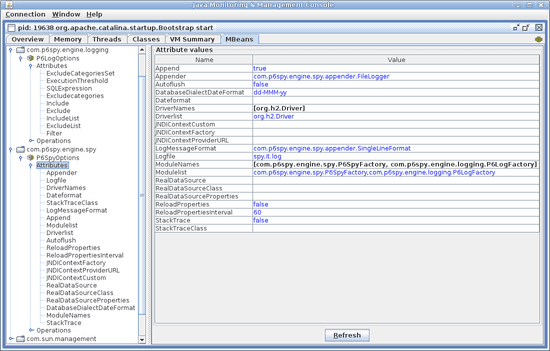 Java Monitoring & Management Console
Connection Window Help
pid: 19638 org.apache.catalina.startup.Bootstrap start
Overview Memory Threads Classes VM Summary MBeans
com.p6spy.engine.logging
P6LogOptions
Attributes
ExcludeCategoriesSet
ExecutionThreshold
SQLExpression
Excludecategories
Include
Exclude
IncludeList
ExcludeList
Filter
Operations
com.p6spy.engine.spy
P6SpyOptions
Attributes
Appender
Logfile
DriverNames
Dateformat
StackTraceClass
LogMessageFormat
Append
Modulelist
Driverlist
Autoflush
ReloadProperties
ReloadPropertiesInterval
JNDIContextFactory
JNDIContextProviderURL
JNDIContextCustom
RealDataSource
RealDataSourceClass
RealDataSourceProperties
DatabaseDialectDateFormat
ModuleNames
StackTrace
Operations
com.sun.management
Attribute values
Name Value
Append true
Appender com.p6spy.engine.spy.appender.FileLogger
Autoflush false
DatabaseDialectDateFormat dd-MMM-yy
Dateformat
DriverNames [org.h2.Driver]
Driverlist org.h2.Driver
JNDIContextCustom
JNDIContextFactory
JNDIContextProviderURL
LogMessageFormat com.p6spy.engine.spy.appender.SingleLineFormat
Logfile spy.it.log
ModuleNames [com.p6spy.engine.spy.P6SpyFactory, com.p6spy.engine.logging.P6LogFactory]
Modulelist com.p6spy.engine.spy.P6SpyFactory,com.p6spy.engine.logging.P6LogFactory
RealDataSource
RealDataSourceClass
RealDataSourceProperties
ReloadProperties false
ReloadPropertiesInterval 60
StackTrace false
StackTraceClass
Refresh